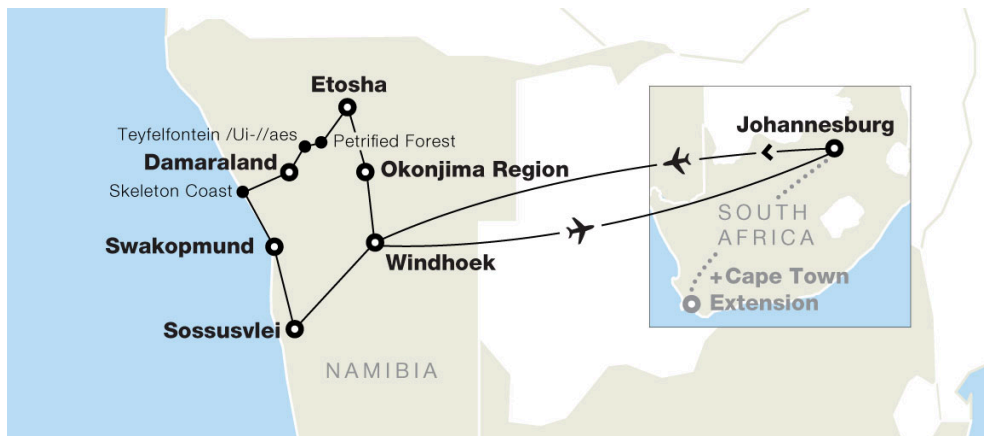 Etosha
Teyfelfontein /Ui-//aes
Petrified Forest
Damaraland
Okonjima Region
Skeleton Coast
Swakopmund
Windhoek
Sossusvlei
NAMIBIA
Johannesburg
SOUTH
AFRICA
+Cape Town
Extension